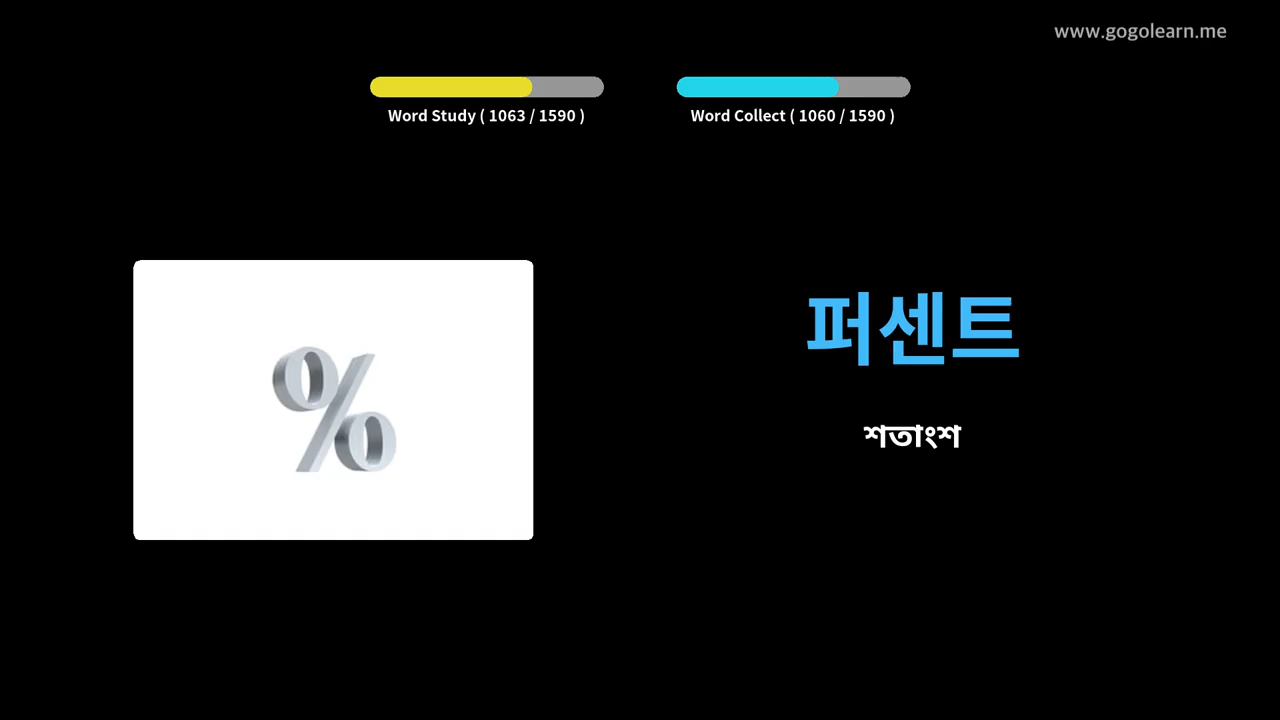 www.gogolearn.me
Word Study ( 1063 / 1590 )
Word Collect ( 1060 / 1590 )
%
퍼센트
শতাংশ